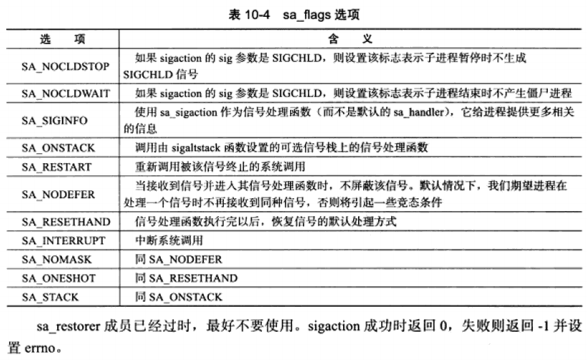 表 10-4 sa_flags 选项
选 项 含 义
SA_NOCLDSTOP 如果 sigaction 的 sig 参数是 SIGCHLD，则设置该标志表示子进程暂停时不生成
SIGCHLD 信号
SA_NOCLDWAIT 如果 sigaction 的 sig 参数是 SIGCHLD，则设置该标志表示子进程结束时不产生僵尸进程
SA_SIGINFO 使用 sa_sigaction 作为信号处理函数（而不是默认的 sa_handler），它给进程提供更多相关
的信息
SA_ONSTACK 调用由 sigaltstack 函数设置的可选信号栈上的信号处理函数
SA_RESTART 重新调用被该信号终止的系统调用
SA_NODEFER 当接收到信号并进入其信号处理函数时，不屏蔽该信号。默认情况下，我们期望进程在
处理一个信号时不再接收到同种信号，否则将引起一些竞态条件
SA_RESETHAND 信号处理函数执行完以后，恢复信号的默认处理方式
SA_INTERRUPT 中断系统调用
SA_NOMASK 同 SA_NODEFER
SA_ONESHOT 同 SA_RESETHAND
SA_STACK 同 SA_ONSTACK
sa_restorer 成员已经过时，最好不要使用。sigaction 成功时返回 0，失败则返回 -1 并设
置 errno。